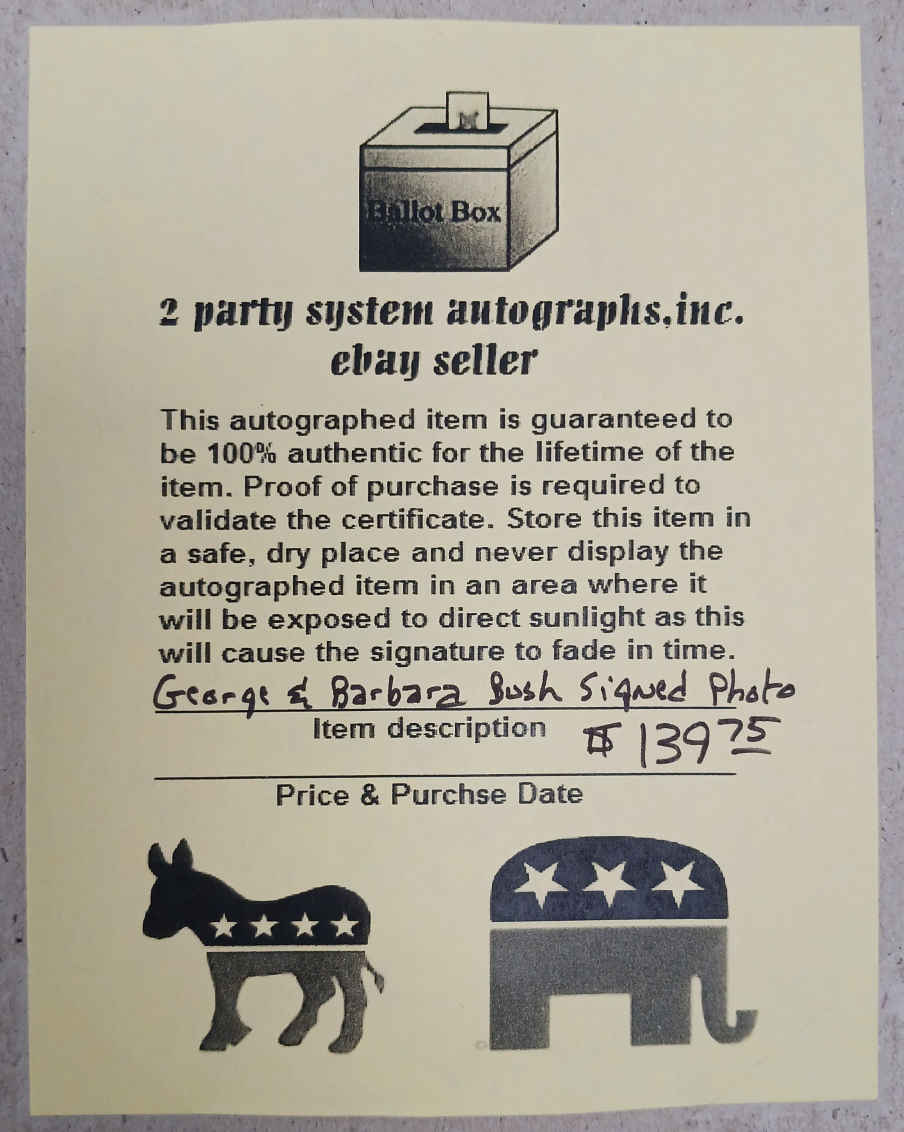 Ballot Box
2 party system autographs,inc.
ebay seller
This autographed item is guaranteed to
be 100% authentic for the lifetime of the
item. Proof of purchase is required to
validate the certificate. Store this item in
a safe, dry place and never display the
autographed item in an area where it
will be exposed to direct sunlight as this
will cause the signature to fade in time.
George & Barbara Bush Signed Photo
Item description
$ 139 75
Price & Purchse Date